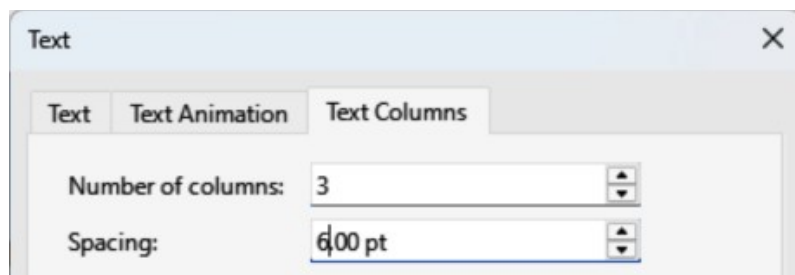 Text
Text Text Animation Text Columns
Number of columns: 3
Spacing: 6.00 pt